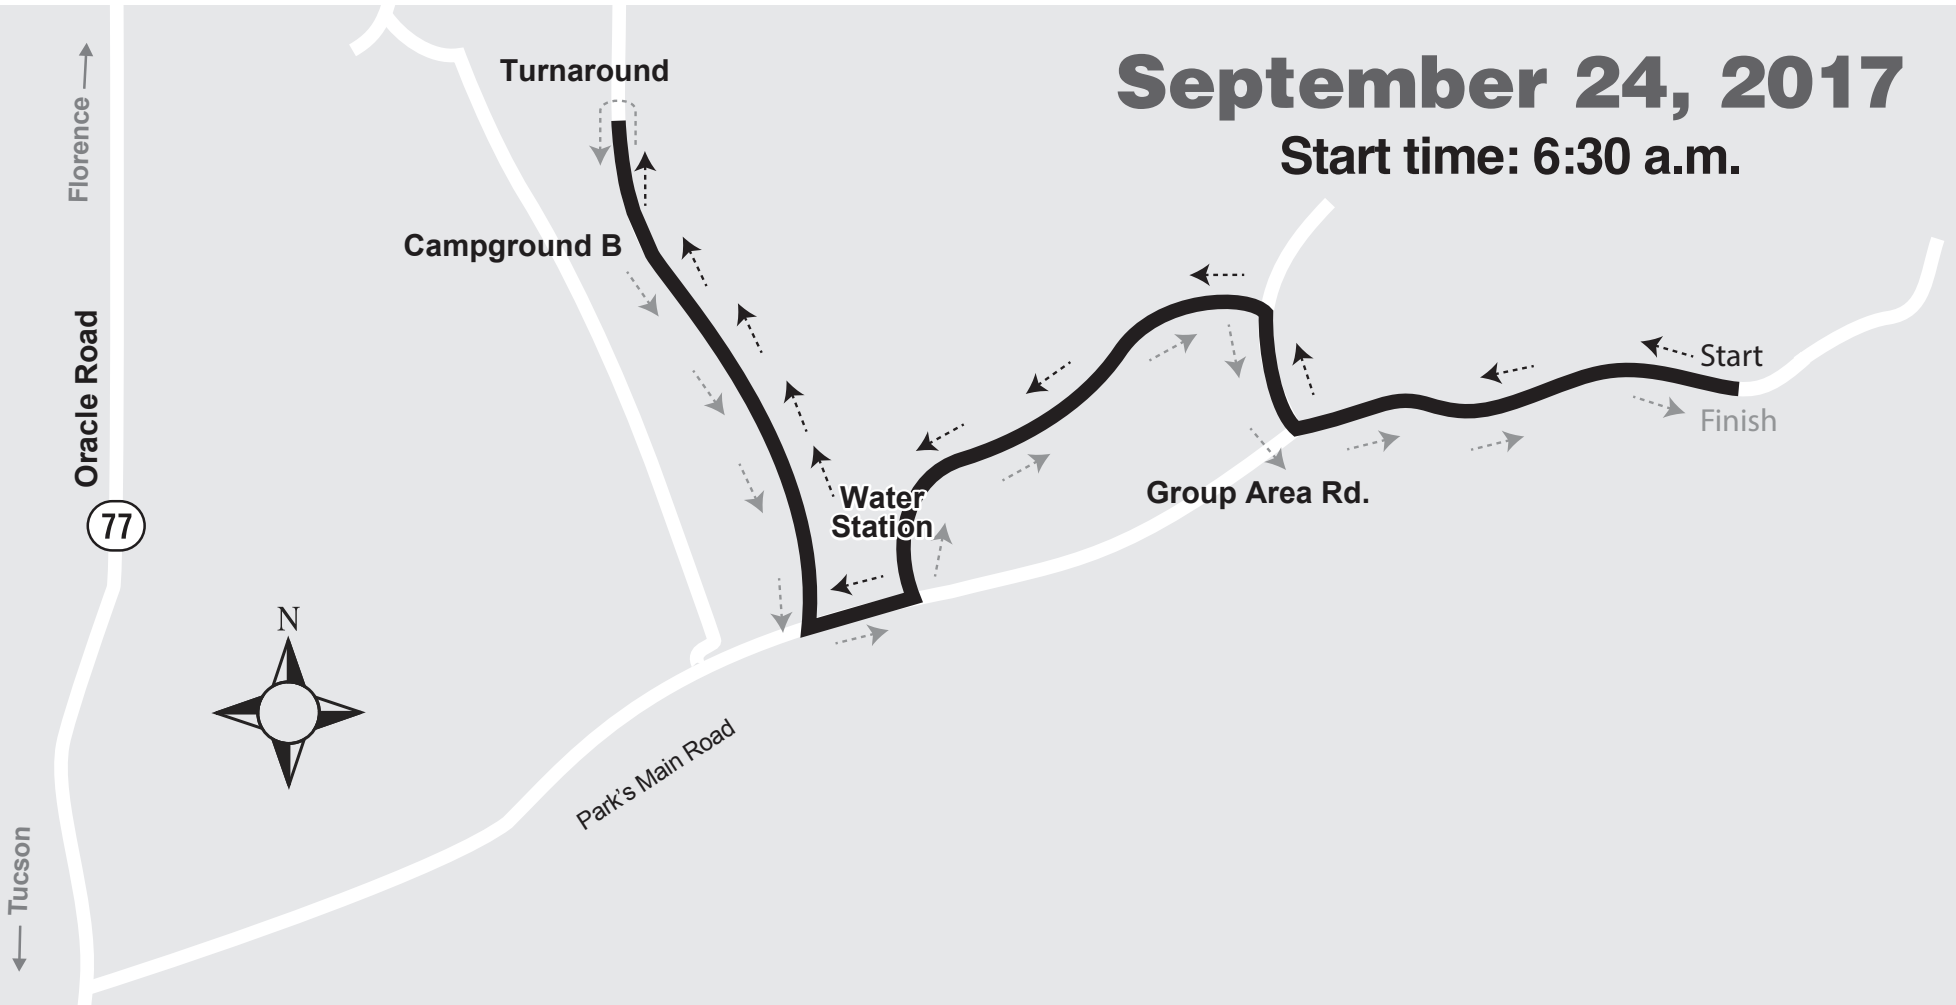 September 24, 2017
Start time: 6:30 a.m.
Turnaround
Florence
Campground B
Oracle Road
77
Start
Finish
Water
Station
Group Area Rd.
N
Park's Main Road
Tucson